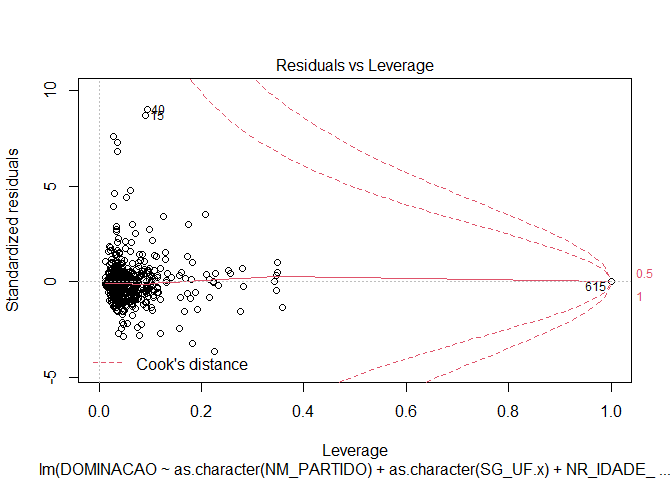 Residuals vs Leverage
10
5
0
-5
Standardized residuals
40
15
615
0.5
1
Cook's distance
0.0 0.2 0.4 0.6 0.8 1.0
Leverage
lm(DOMINACAO ~ as.character(NM_PARTIDO) + as.character(SG_UF.x) + NR_IDADE_ ...